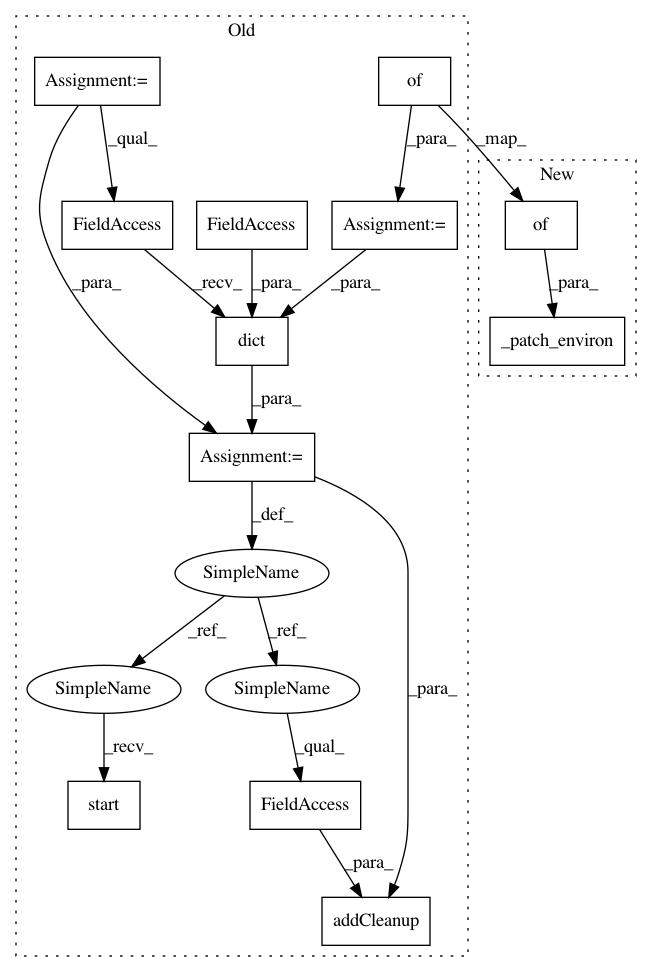 Old
Assignment:=
of
_qual_
_para_
_map_
New
FieldAccess
FieldAccess
Assignment:=
of
_para_
_recv_
_para_
_para_
_para_
dict
_patch_environ
_para_
Assignment:=
_def_
SimpleName
_ref_
_ref_
SimpleName
SimpleName
_para_
_recv_
_qual_
start
FieldAccess
_para_
addCleanup